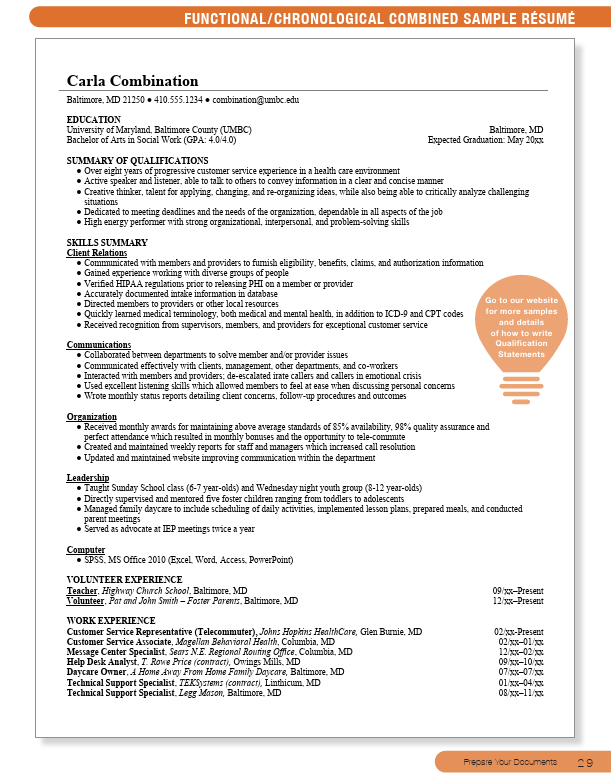 FUNCTIONAL/CHRONOLOGICAL COMBINED SAMPLE RÉSUMÉ
Carla Combination
Baltimore, MD 21250 ● 410.555.1234 ● combination@umbc.edu
EDUCATION
University of Maryland, Baltimore County (UMBC) Baltimore, MD
Bachelor of Arts in Social Work (GPA: 4.0/4.0) Expected Graduation: May 20xx
SUMMARY OF QUALIFICATIONS
● Over eight years of progressive customer service experience in a health care environment
● Active speaker and listener, able to talk to others to convey information in a clear and concise manner
● Creative thinker, talent for applying, changing, and re-organizing ideas, while also being able to critically analyze challenging
situations
● Dedicated to meeting deadlines and the needs of the organization, dependable in all aspects of the job
● High energy performer with strong organizational, interpersonal, and problem-solving skills
SKILLS SUMMARY
Client Relations
● Communicated with members and providers to furnish eligibility, benefits, claims, and authorization information
● Gained experience working with diverse groups of people
● Verified HIPAA regulations prior to releasing PHI on a member or provider
● Accurately documented intake information in database
● Directed members to providers or other local resources
● Quickly learned medical terminology, both medical and mental health, in addition to ICD-9 and CPT codes
● Received recognition from supervisors, members, and providers for exceptional customer service
Go to our website
for more samples
and details
of how to write
Qualification
Statements
Communications
● Collaborated between departments to solve member and/or provider issues
● Communicated effectively with clients, management, other departments, and co-workers
● Interacted with members and providers; de-escalated irate callers and callers in emotional crisis
● Used excellent listening skills which allowed members to feel at ease when discussing personal concerns
● Wrote monthly status reports detailing client concerns, follow-up procedures and outcomes
Organization
● Received monthly awards for maintaining above average standards of 85% availability, 98% quality assurance and
perfect attendance which resulted in monthly bonuses and the opportunity to tele-commute
● Created and maintained weekly reports for staff and managers which increased call resolution
● Updated and maintained website improving communication within the department
Leadership
● Taught Sunday School class (6-7 year-olds) and Wednesday night youth group (8-12 year-olds)
● Directly supervised and mentored five foster children ranging from toddlers to adolescents
● Managed family daycare to include scheduling of daily activities, implemented lesson plans, prepared meals, and conducted
parent meetings
● Served as advocate at IEP meetings twice a year
Computer
● SPSS, MS Office 2010 (Excel, Word, Access, PowerPoint)
VOLUNTEER EXPERIENCE
Teacher, Highway Church School, Baltimore, MD 09/xx–Present
Volunteer, Pat and John Smith – Foster Parents, Baltimore, MD 12/xx–Present
WORK EXPERIENCE
Customer Service Representative (Telecommuter), Johns Hopkins HealthCare, Glen Burnie, MD 02/xx-Present
Customer Service Associate, Magellan Behavioral Health, Columbia, MD 02/xx–01/xx
Message Center Specialist, Sears N.E. Regional Routing Office, Columbia, MD 12/xx–02/xx
Help Desk Analyst, T. Rowe Price (contract), Owings Mills, MD 09/xx–10/xx
Daycare Owner, A Home Away From Home Family Daycare, Baltimore, MD 07/xx–07/xx
Technical Support Specialist, TEKSystems (contract), Linthicum, MD 01/xx–04/xx
Technical Support Specialist, Legg Mason, Baltimore, MD 08/xx–11/xx
Prepare Your Documents 29